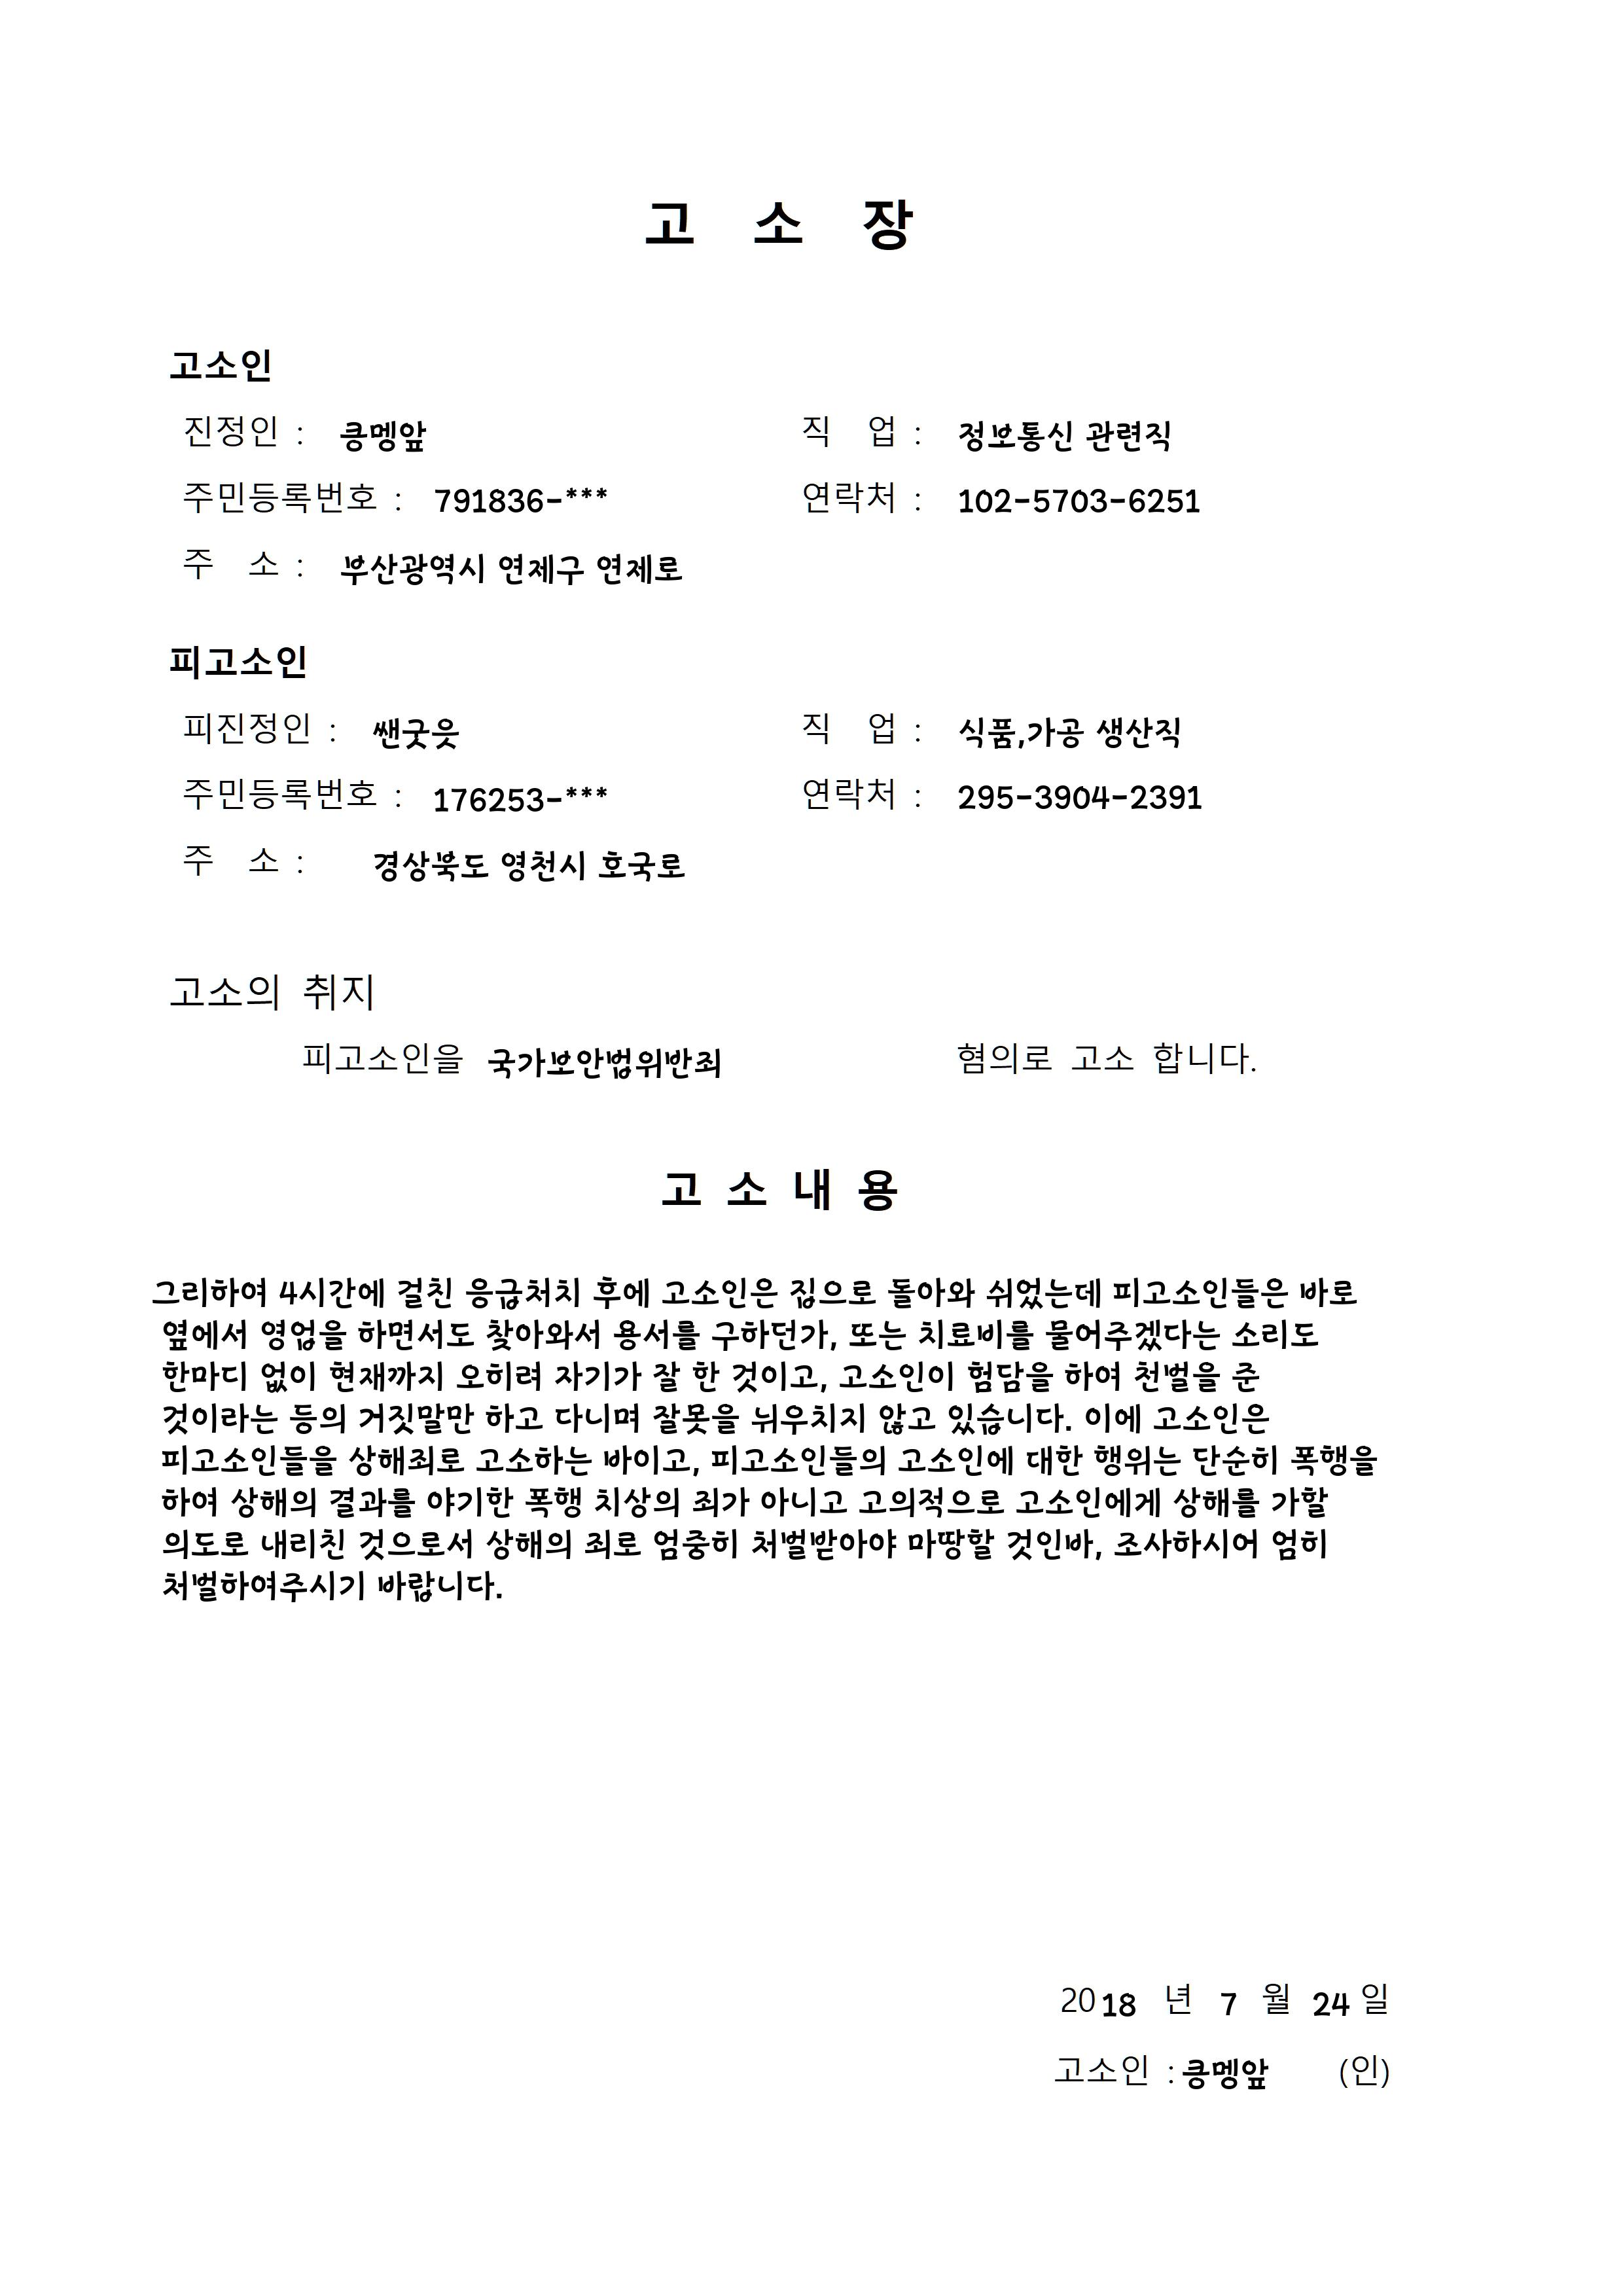 고 소 장
고소인
진정인 : 킁멩앞 직 업 : 정보통신 관련직
주민등록번호 : 791836-*** 연락처 : 102-5703-6251
주 소 : 부산광역시 연제구 연제로
피고소인
피진정인 : 쌘굿읏 직 업 : 식품,가공 생산직
주민등록번호 : 176253-*** 연락처 : 295-3904-2391
주 소 : 경상북도 영천시 호국로
고소의 취지
피고소인을 국가보안법위반죄 혐의로 고소 합니다.
고 소 내 용
그리하여 4시간에 걸친 응급처치 후에 고소인은 집으로 돌아와 쉬었는데 피고소인들은 바로
옆에서 영업을 하면서도 찾아와서 용서를 구하던가, 또는 치료비를 물어주겠다는 소리도
한마디 없이 현재까지 오히려 자기가 잘 한 것이고, 고소인이 험담을 하여 천벌을 준
것이라는 등의 거짓말만 하고 다니며 잘못을 뉘우치지 않고 있습니다. 이에 고소인은
피고소인들을 상해죄로 고소하는 바이고, 피고소인들의 고소인에 대한 행위는 단순히 폭행을
하여 상해의 결과를 야기한 폭행 치상의 죄가 아니고 고의적으로 고소인에게 상해를 가할
의도로 내리친 것으로서 상해의 죄로 엄중히 처벌받아야 마땅할 것인바, 조사하시어 엄히
처벌하여주시기 바랍니다.
2018 년 7 월 24 일
고소인 : 킁멩앞 (인)